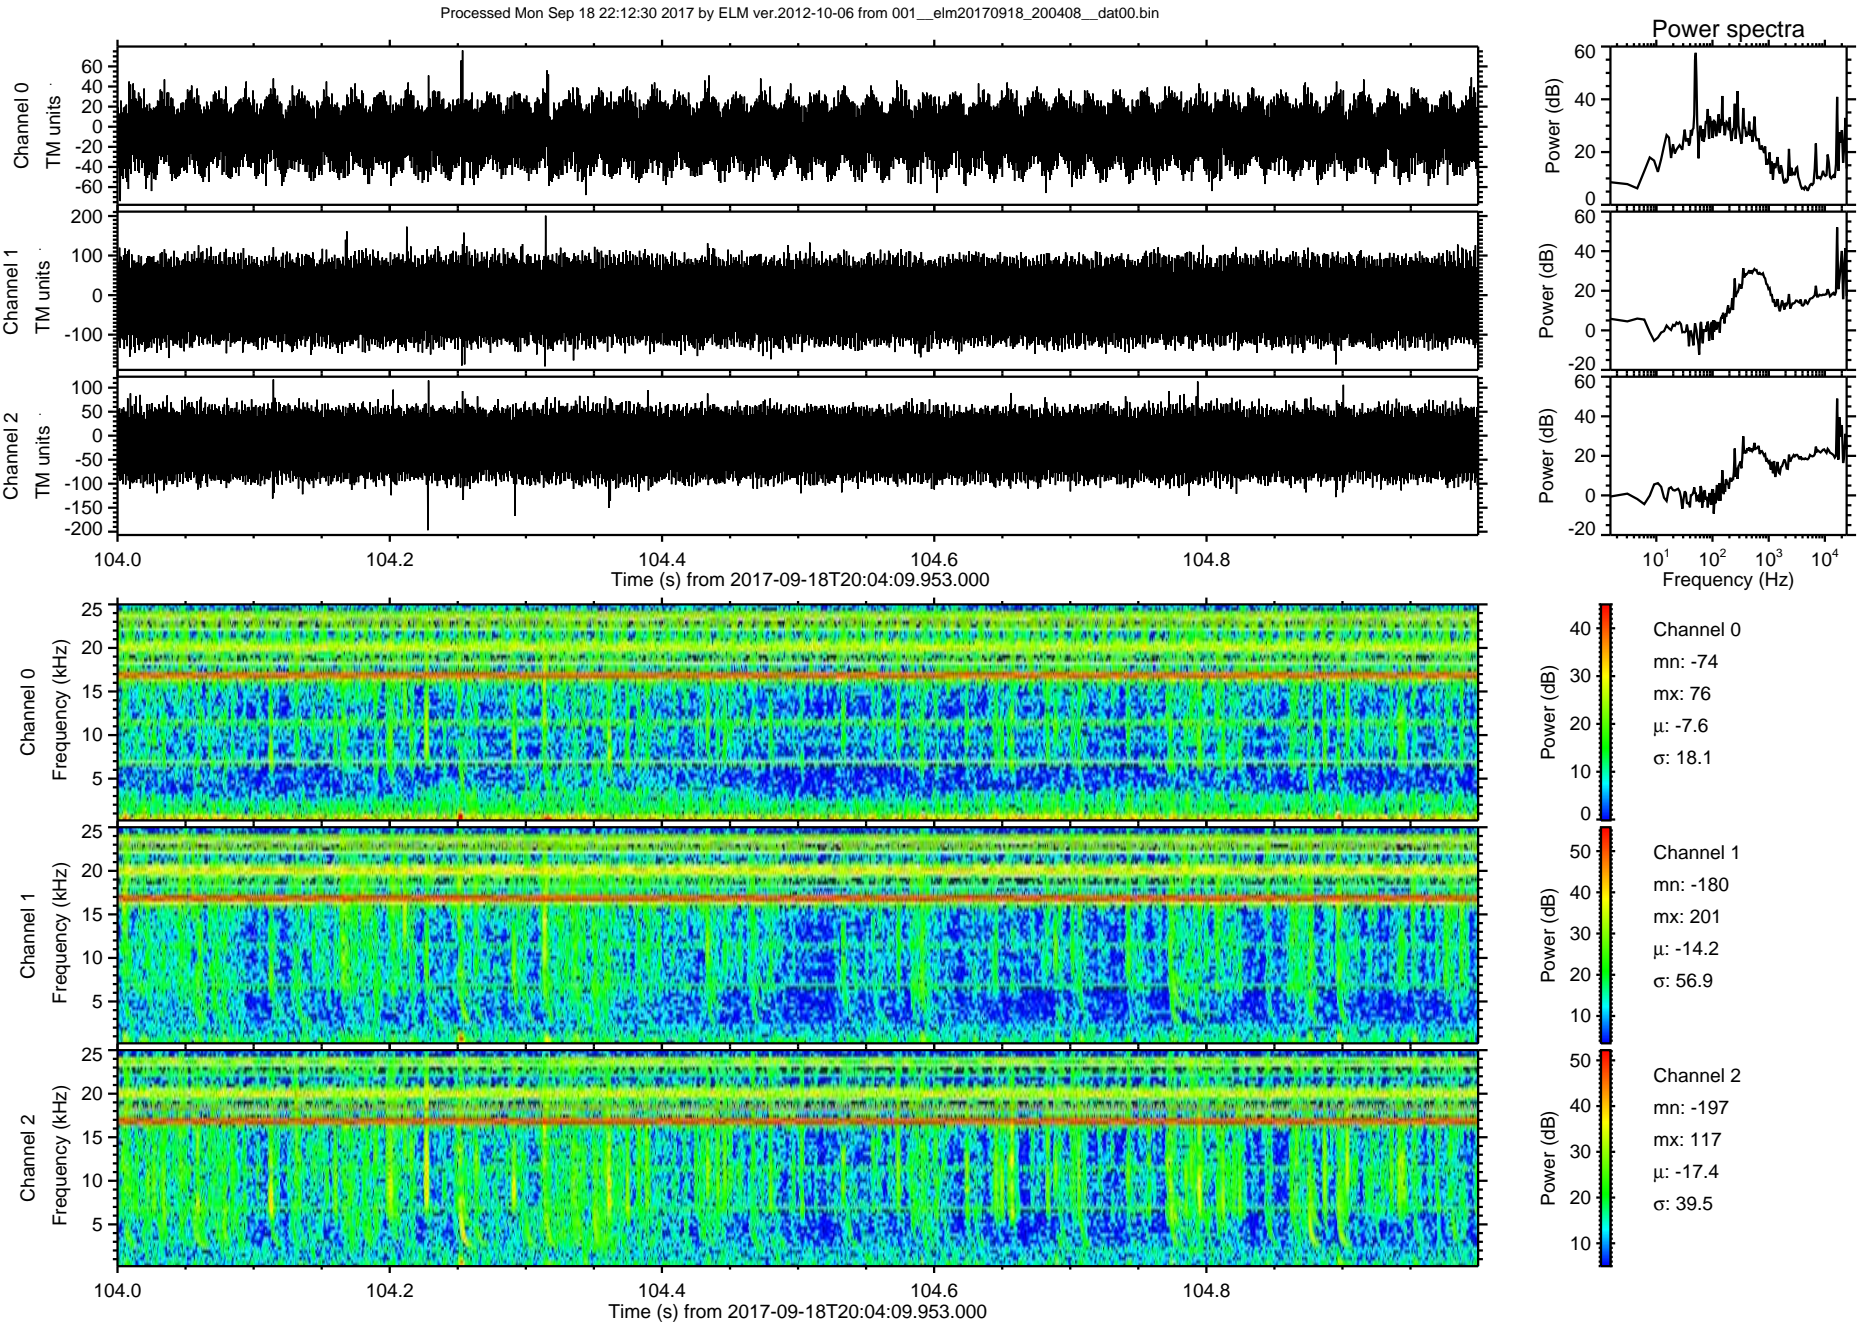 Processed Mon Sep 18 22:12:30 2017 by ELM ver.2012-10-06 from 001__elm20170918_200408__dat00.bin
Power spectra
Channel 0
TM units
60
40
20
0
-20
-40
-60
Power (dB)
60
40
20
0
Channel 1
TM units
200
100
0
-100
Power (dB)
60
40
20
0
-20
Channel 2
TM units
100
50
0
-50
-100
-150
-200
Power (dB)
60
40
20
0
-20
104.0 104.2 104.4 104.6 104.8
Time (s) from 2017-09-18T20:04:09.953.000
10^1 10^2 10^3 10^4
Frequency (Hz)
Channel 0
Frequency (kHz)
25
20
15
10
5
Power (dB)
40
30
20
10
0
Channel 0
mn: -74
mx: 76
µ: -7.6
σ: 18.1
Channel 1
Frequency (kHz)
25
20
15
10
5
Power (dB)
50
40
30
20
10
Channel 1
mn: -180
mx: 201
µ: -14.2
σ: 56.9
Channel 2
Frequency (kHz)
25
20
15
10
5
Power (dB)
50
40
30
20
10
Channel 2
mn: -197
mx: 117
µ: -17.4
σ: 39.5
104.0 104.2 104.4 104.6 104.8
Time (s) from 2017-09-18T20:04:09.953.000